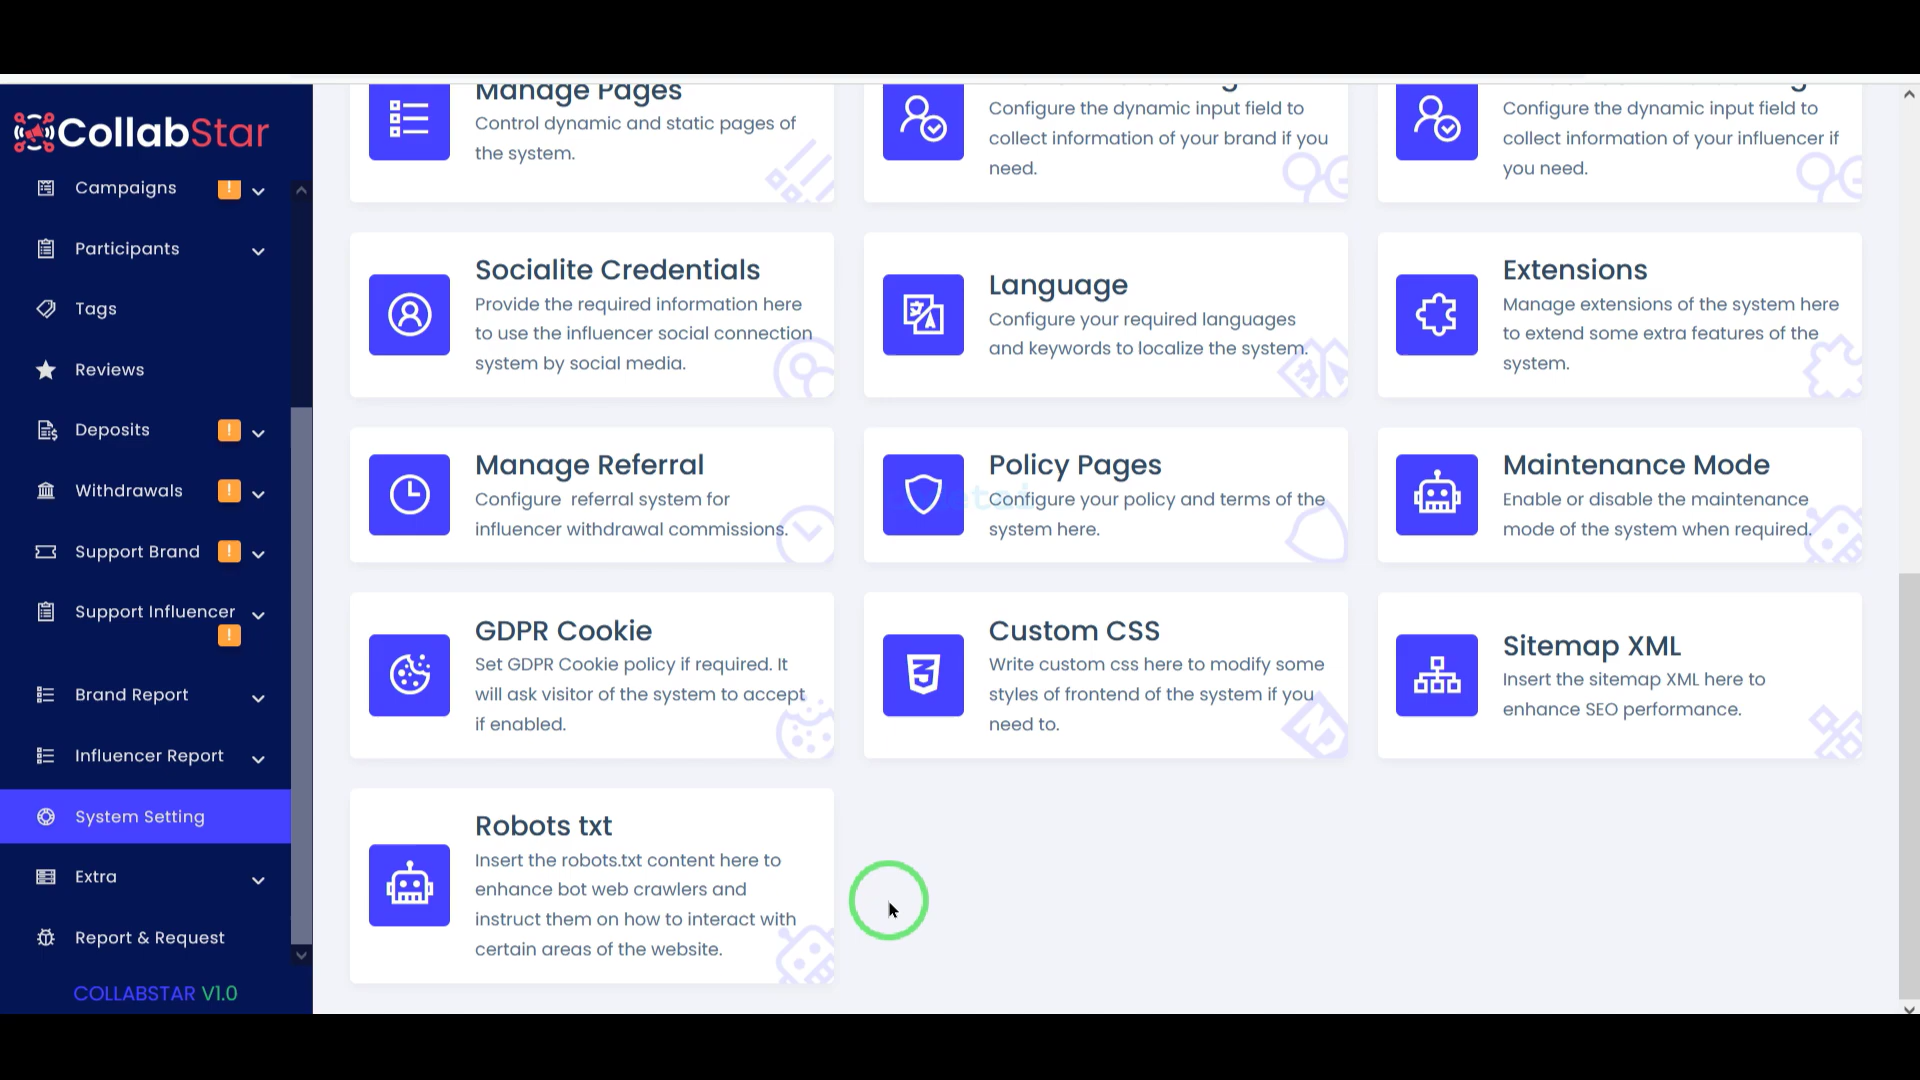 CollabStar
Campaigns !
Participants
Tags
Reviews
Deposits !
Withdrawals !
Support Brand !
Support Influencer
!
Brand Report
Influencer Report
System Setting
Extra
Report & Request
COLLABSTAR V1.0
Manage Pages
Control dynamic and static pages of
the system.
Configure the dynamic input field to
collect information of your brand if you
need.
Configure the dynamic input field to
collect information of your influencer if
you need.
Socialite Credentials
Provide the required information here
to use the influencer social connection
system by social media.
Language
Configure your required languages
and keywords to localize the system.
Extensions
Manage extensions of the system here
to extend some extra features of the
system.
Manage Referral
Configure referral system for
influencer withdrawal commissions.
Policy Pages
Configure your policy and terms of the
system here.
Maintenance Mode
Enable or disable the maintenance
mode of the system when required.
GDPR Cookie
Set GDPR Cookie policy if required. It
will ask visitor of the system to accept
if enabled.
Custom CSS
Write custom css here to modify some
styles of frontend of the system if you
need to.
Sitemap XML
Insert the sitemap XML here to
enhance SEO performance.
Robots txt
Insert the robots.txt content here to
enhance bot web crawlers and
instruct them on how to interact with
certain areas of the website.